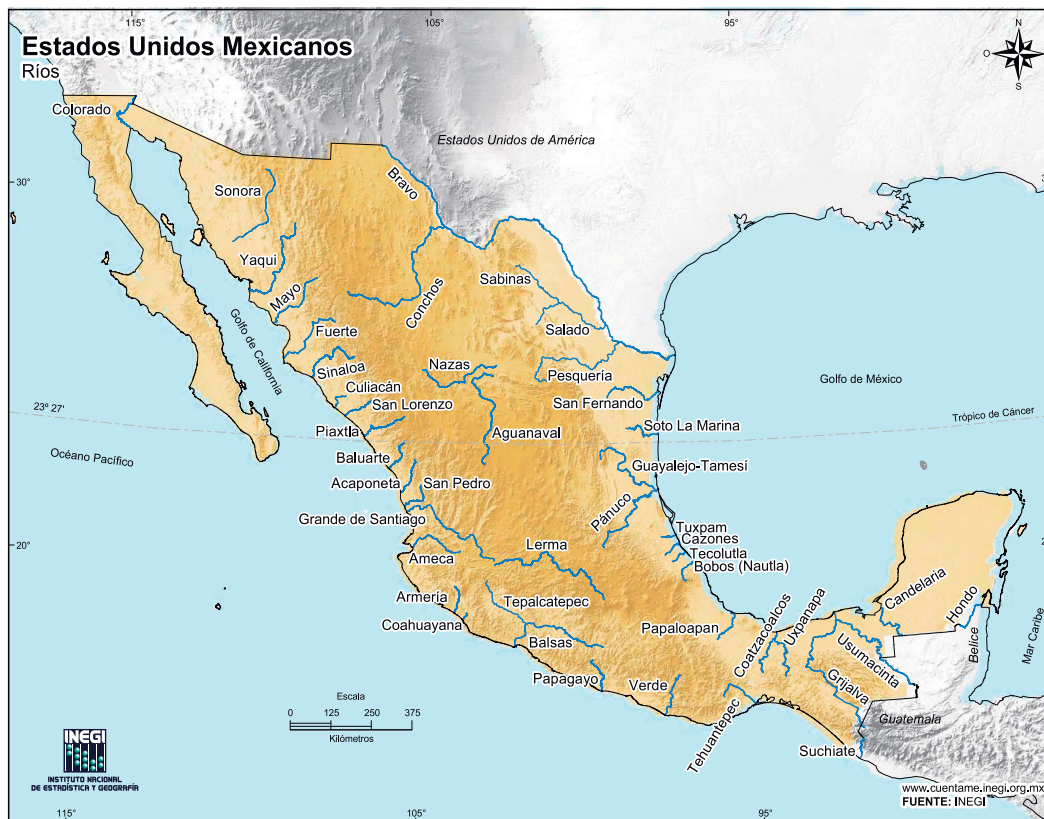 115°
105°
95°
Estados Unidos Mexicanos
Ríos
N
O
S
Colorado
Estados Unidos de América
Bravo
30°
3
Sonora
Yaqui
Mayo
Sabinas
Conchos
Golfo de California
Fuerte
Salado
Sinaloa
Nazas
Pesquería
Golfo de México
Culiacán
San Lorenzo
San Fernando
23° 27'
Trópico de Cáncer
Piaxtla
Aguanaval
Soto La Marina
Océano Pacífico
Baluarte
Guayalejo-Tamesí
Acaponeta
San Pedro
Pánuco
Grande de Santiago
Tuxpam
Cazones
20°
2
Lerma
Tecolutla
Ameca
Bobos (Nautla)
Candelaria
Hondo
Armería
Tepalcatepec
Coahuayana
Papaloapan
Coatzacoalcos
Uxpanapa
Balsas
Usumacinta
Belice
Mar Caribe
Papagayo
Verde
Grijalva
Tehuantepec
Guatemala
Suchiate
Escala
0 125 250 375
Kilómetros
INEGI
INSTITUTO NACIONAL
DE ESTADÍSTICA Y GEOGRAFÍA
www.cuentame.inegi.org.mx
FUENTE: INEGI
115°
105°
95°